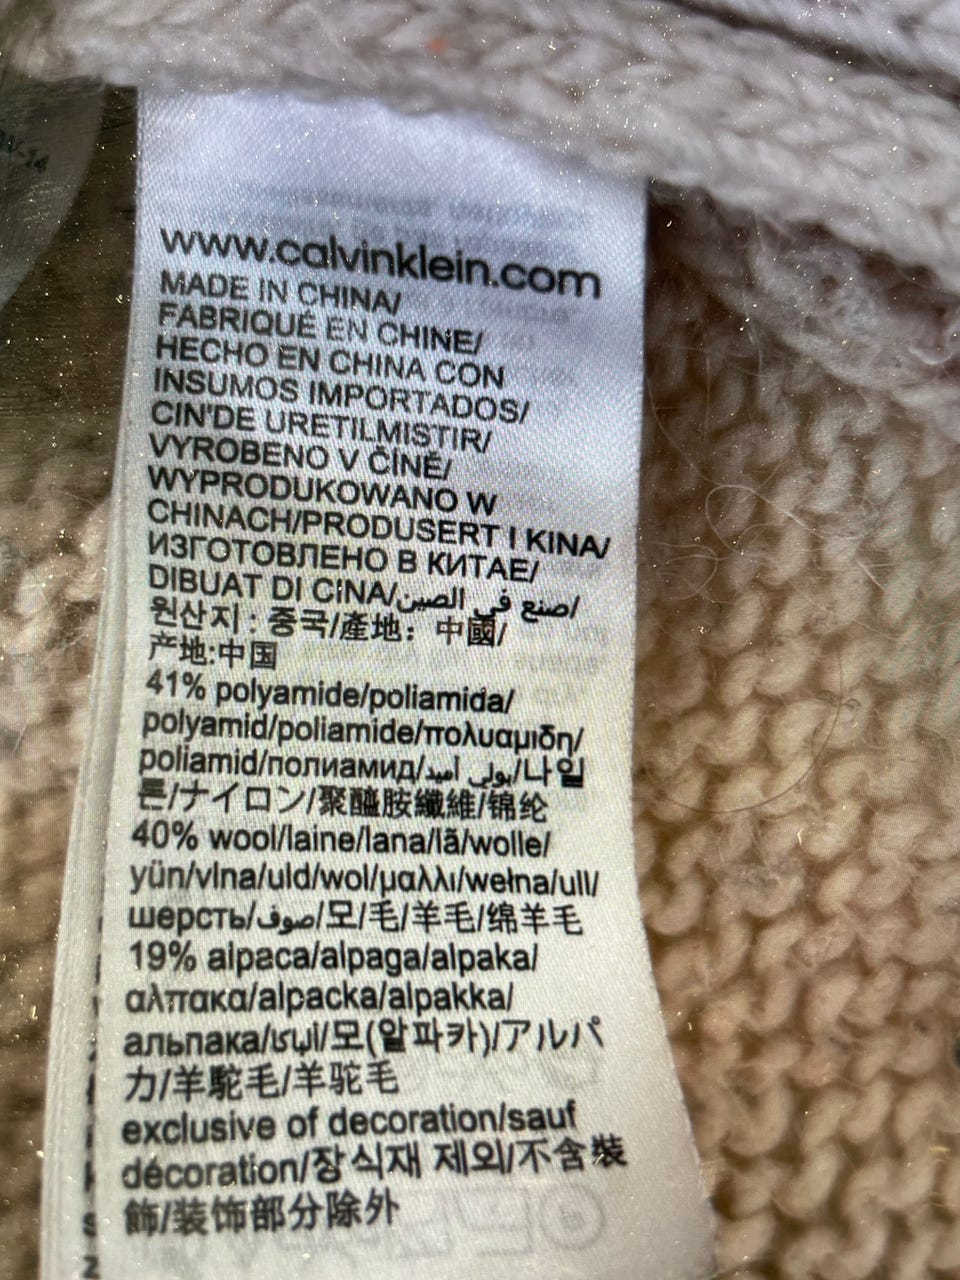 www.calvinklein.com
MADE IN CHINA/
FABRIQUÉ EN CHINE/
HECHO EN CHINA CON
INSUMOS IMPORTADOS/
CIN'DE URETILMISTIR/
VYROBENO V ČINĚ/
WYPRODUKOWANO W
CHINACH/PRODUSERT I KINA/
ИЗГОТОВЛЕНО В КИТАЕ/
DIBUAT DI CiNA/صنع في الصين/
원산지 : 중국/產地：中國/
产地:中国
41% polyamide/poliamida/
polyamid/poliamide/πολυαμιδη/
poliamid/полиамид/بولي أميد/나일
론/ナイロン/聚醯胺纖維/锦纶
40% wool/laine/lana/lã/wolle/
yün/vlna/uld/wol/μαλλι/wełna/ull/
шерсть/صوف/모/毛/羊毛/绵羊毛
19% alpaca/alpaga/alpaka/
αλπακα/alpacka/alpakka/
альпака/ألباكا/모(알파카)/アルパ
カ/羊駝毛/羊驼毛
exclusive of decoration/sauf
décoration/장식재 제외/不含裝
飾/装饰部分除外